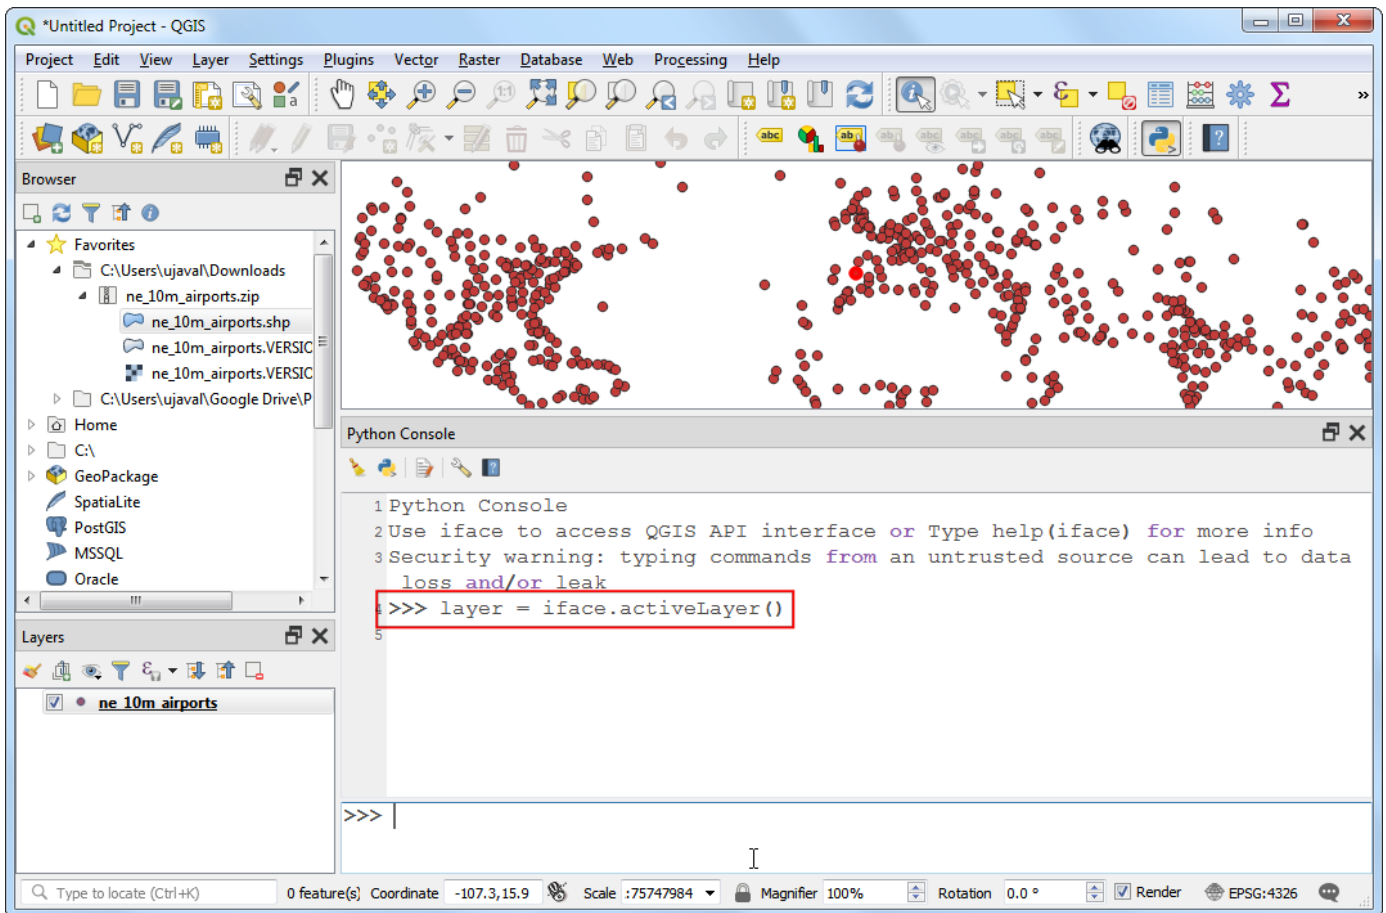 *Untitled Project - QGIS
Project Edit View Layer Settings Plugins Vector Raster Database Web Processing Help
Browser
Favorites
C:\Users\ujaval\Downloads
ne_10m_airports.zip
ne_10m_airports.shp
ne_10m_airports.VERSIC
ne_10m_airports.VERSIC
C:\Users\ujaval\Google Drive\P
Home
C:\
GeoPackage
SpatiaLite
PostGIS
MSSQL
Oracle
Layers
ne_10m_airports
Python Console
1 Python Console
2 Use iface to access QGIS API interface or Type help(iface) for more info
3 Security warning: typing commands from an untrusted source can lead to data
loss and/or leak
4 >>> layer = iface.activeLayer()
5
>>>
Type to locate (Ctrl+K) 0 feature(s) Coordinate -107.3,15.9 Scale :75747984 Magnifier 100% Rotation 0.0 ° Render EPSG:4326